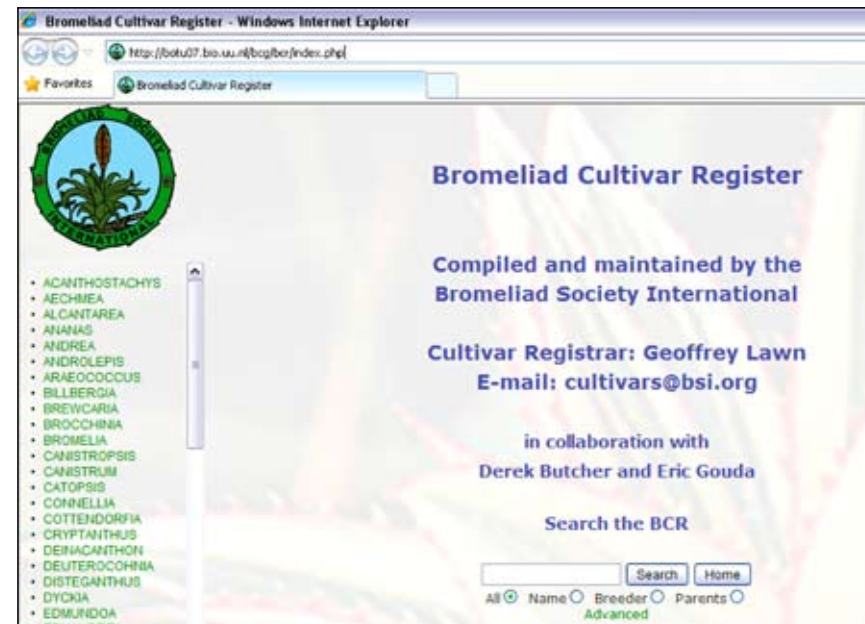 Bromeliad Cultivar Register - Windows Internet Explorer
http://botu07.bio.uu.nl/bcg/bcr/index.php
Favorites
Bromeliad Cultivar Register
BROMELIAD SOCIETY
INTERNATIONAL
• ACANTHOSTACHYS
• AECHMEA
• ALCANTAREA
• ANANAS
• ANDREA
• ANDROLEPIS
• ARAEOCOCCUS
• BILLBERGIA
• BREWCARIA
• BROCCHINIA
• BROMELIA
• CANISTROPSIS
• CANISTRUM
• CATOPSIS
• CONNELLIA
• COTTENDORFIA
• CRYPTANTHUS
• DEINACANTHON
• DEUTEROCOHNIA
• DISTEGANTHUS
• DYCKIA
• EDMUNDOA
Bromeliad Cultivar Register
Compiled and maintained by the
Bromeliad Society International
Cultivar Registrar: Geoffrey Lawn
E-mail: cultivars@bsi.org
in collaboration with
Derek Butcher and Eric Gouda
Search the BCR
Search Home
All Name Breeder Parents
Advanced